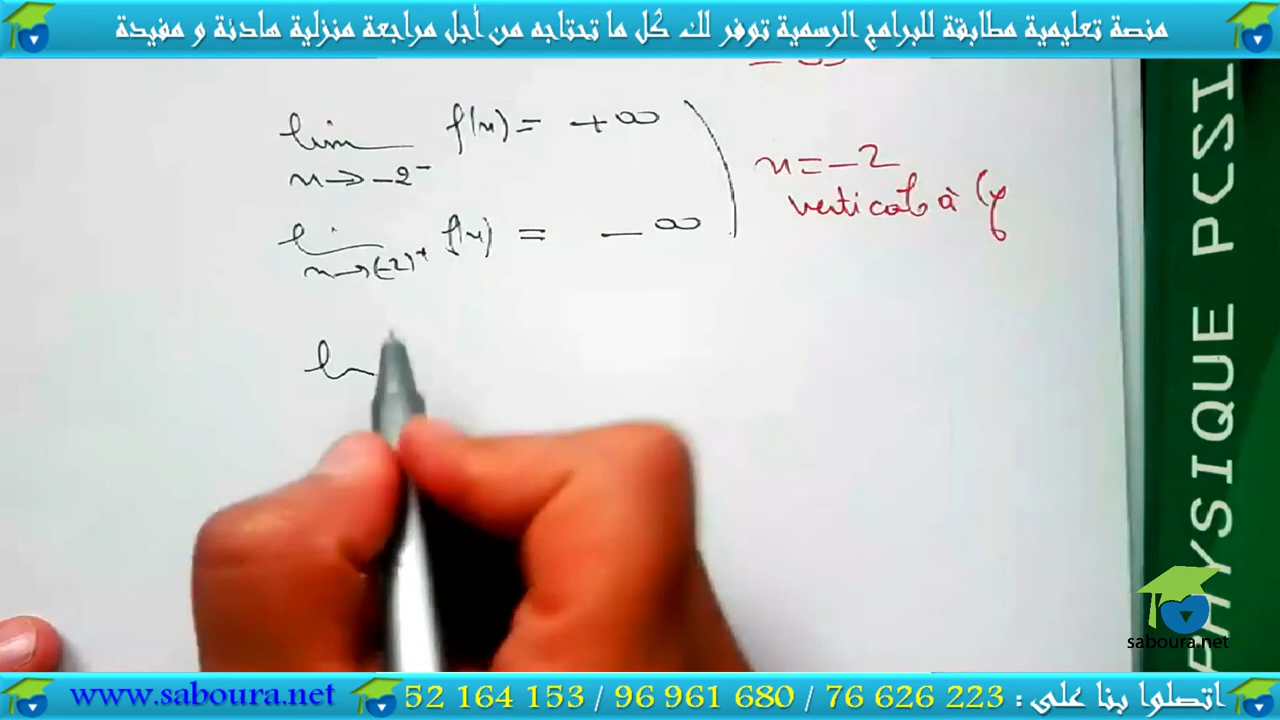 منصة تعليمية مطابقة للبرامج الرسمية توفر لك كل ما تحتاجه من أجل مراجعة منزلية هادئة و مفيدة
lim f(x) = +∞
x→-2⁻
lim f(x) = -∞
x→(-2)⁺
x = -2
vertical à
PHYSIQUE PCSI
saboura.net
www.saboura.net 52 164 153 / 96 961 680 / 76 626 223 : اتصلوا بنا على